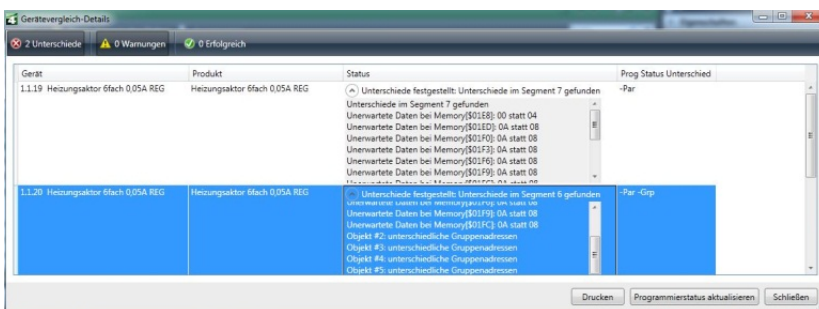 Gerätevergleich-Details
2 Unterschiede 0 Warnungen 0 Erfolgreich
Gerät Produkt Status Prog Status Unterschied
1.1.19 Heizungsaktor 6fach 0,05A REG Heizungsaktor 6fach 0,05A REG Unterschiede festgestellt: Unterschiede im Segment 7 gefunden -Par
Unterschiede im Segment 7 gefunden
Unerwartete Daten bei Memory[$01E8]: 00 statt 04
Unerwartete Daten bei Memory[$01ED]: 0A statt 08
Unerwartete Daten bei Memory[$01F0]: 0A statt 08
Unerwartete Daten bei Memory[$01F3]: 0A statt 08
Unerwartete Daten bei Memory[$01F6]: 0A statt 08
Unerwartete Daten bei Memory[$01F9]: 0A statt 08
1.1.20 Heizungsaktor 6fach 0,05A REG Heizungsaktor 6fach 0,05A REG Unterschiede festgestellt: Unterschiede im Segment 6 gefunden -Par -Grp
Unerwartete Daten bei Memory[$01F9]: 0A statt 08
Unerwartete Daten bei Memory[$01FC]: 0A statt 08
Objekt #2: unterschiedliche Gruppenadressen
Objekt #3: unterschiedliche Gruppenadressen
Objekt #4: unterschiedliche Gruppenadressen
Objekt #5: unterschiedliche Gruppenadressen
Drucken Programmierstatus aktualisieren Schließen